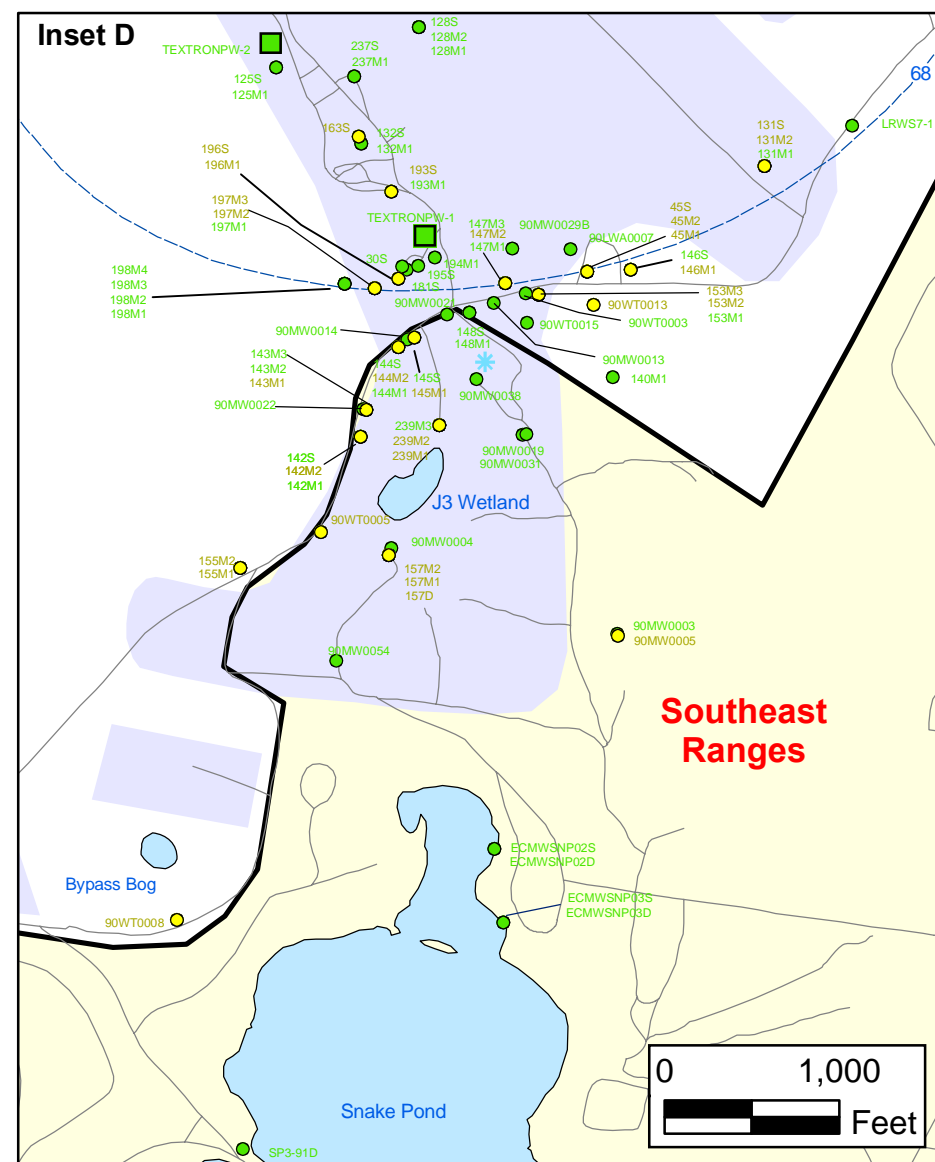 Inset D
TEXTRONPW-2
128S
128M2
128M1
237S
237M1
125S
125M1
68
LRWS7-1
163S
132S
132M1
131S
131M2
131M1
196S
196M1
193S
193M1
197M3
197M2
197M1
TEXTRONPW-1
147M3
147M2
147M1
90MW0029B
90LWA0007
45S
45M2
45M1
146S
146M1
30S
194M1
195S
181S
198M4
198M3
198M2
198M1
90MW0021
153M3
153M2
153M1
90WT0013
90WT0003
90WT0015
90MW0014
148S
148M1
90MW0013
143M3
143M2
143M1
144S
144M2
144M1
145S
145M1
140M1
90MW0038
90MW0022
239M3
239M2
239M1
90MW0019
90MW0031
142S
142M2
142M1
J3 Wetland
90WT0005
90MW0004
155M2
155M1
157M2
157M1
157D
90MW0003
90MW0005
90MW0054
Southeast
Ranges
ECMWSNP02S
ECMWSNP02D
Bypass Bog
ECMWSNP03S
ECMWSNP03D
90WT0008
0 1,000
Feet
Snake Pond
SP3-91D